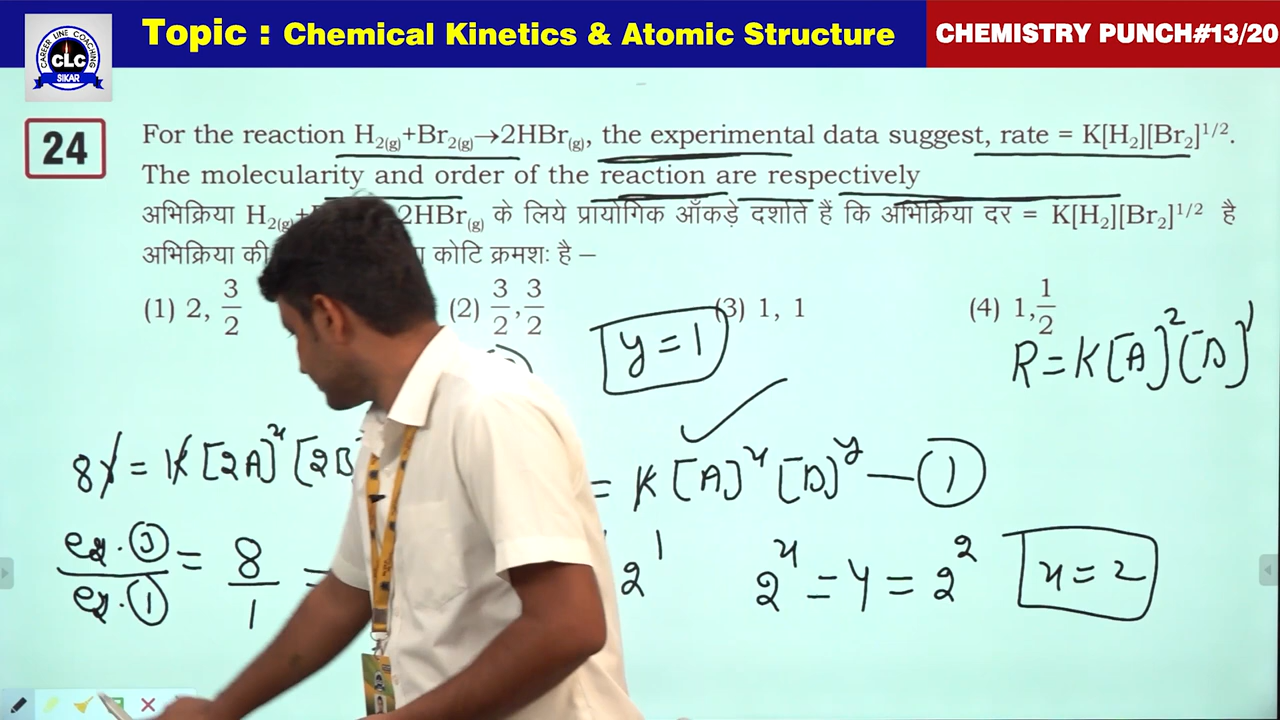 CAREER LINE COACHING
CLC
SIKAR
Topic : Chemical Kinetics & Atomic Structure
CHEMISTRY PUNCH#13/20
24
For the reaction H₂₍g₎+Br₂₍g₎→2HBr₍g₎, the experimental data suggest, rate = K[H₂][Br₂]¹/².
The molecularity and order of the reaction are respectively
अभिक्रिया H₂₍g₎+ 2HBr₍g₎ के लिये प्रायोगिक आँकड़े दर्शाते हैं कि अभिक्रिया दर = K[H₂][Br₂]¹/² है
अभिक्रिया की कोटि क्रमशः है –
(1) 2, 3/2 (2) 3/2, 3/2 (3) 1, 1 (4) 1, 1/2
y = 1
R = K[A]²[B]¹
8r = K[2A]ˣ[2B = K[A]ˣ[B]ʸ — ①
eq. ③ / eq. ① = 8/1 = 2¹ 2ˣ = 4 = 2² x = 2